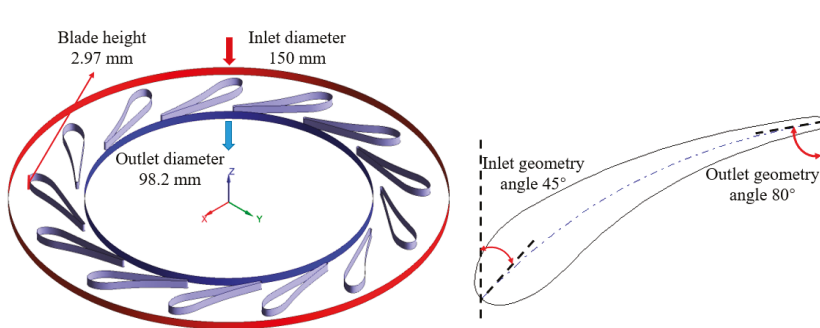 Blade height
2.97 mm
Inlet diameter
150 mm
Outlet diameter
98.2 mm
Z
X
Y
Inlet geometry
angle 45°
Outlet geometry
angle 80°